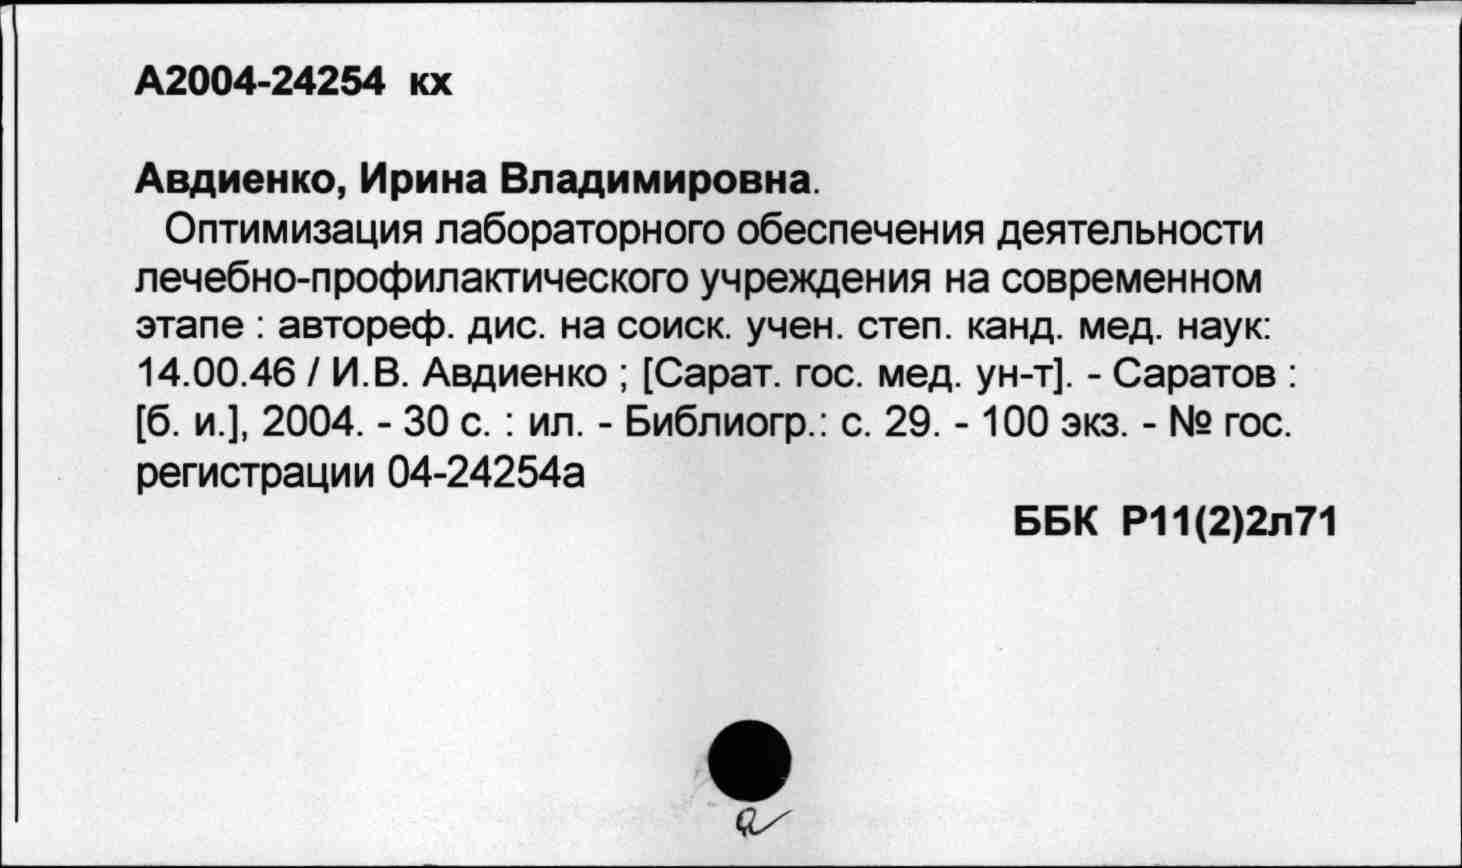 А2004-24254 кх
Авдиенко, Ирина Владимировна.
Оптимизация лабораторного обеспечения деятельности
лечебно-профилактического учреждения на современном
этапе : автореф. дис. на соиск. учен. степ. канд. мед. наук:
14.00.46 / И.В. Авдиенко ; [Сарат. гос. мед. ун-т]. - Саратов :
[б. и.], 2004. - 30 с. : ил. - Библиогр.: с. 29. - 100 экз. - № гос.
регистрации 04-24254а
ББК Р11(2)2л71